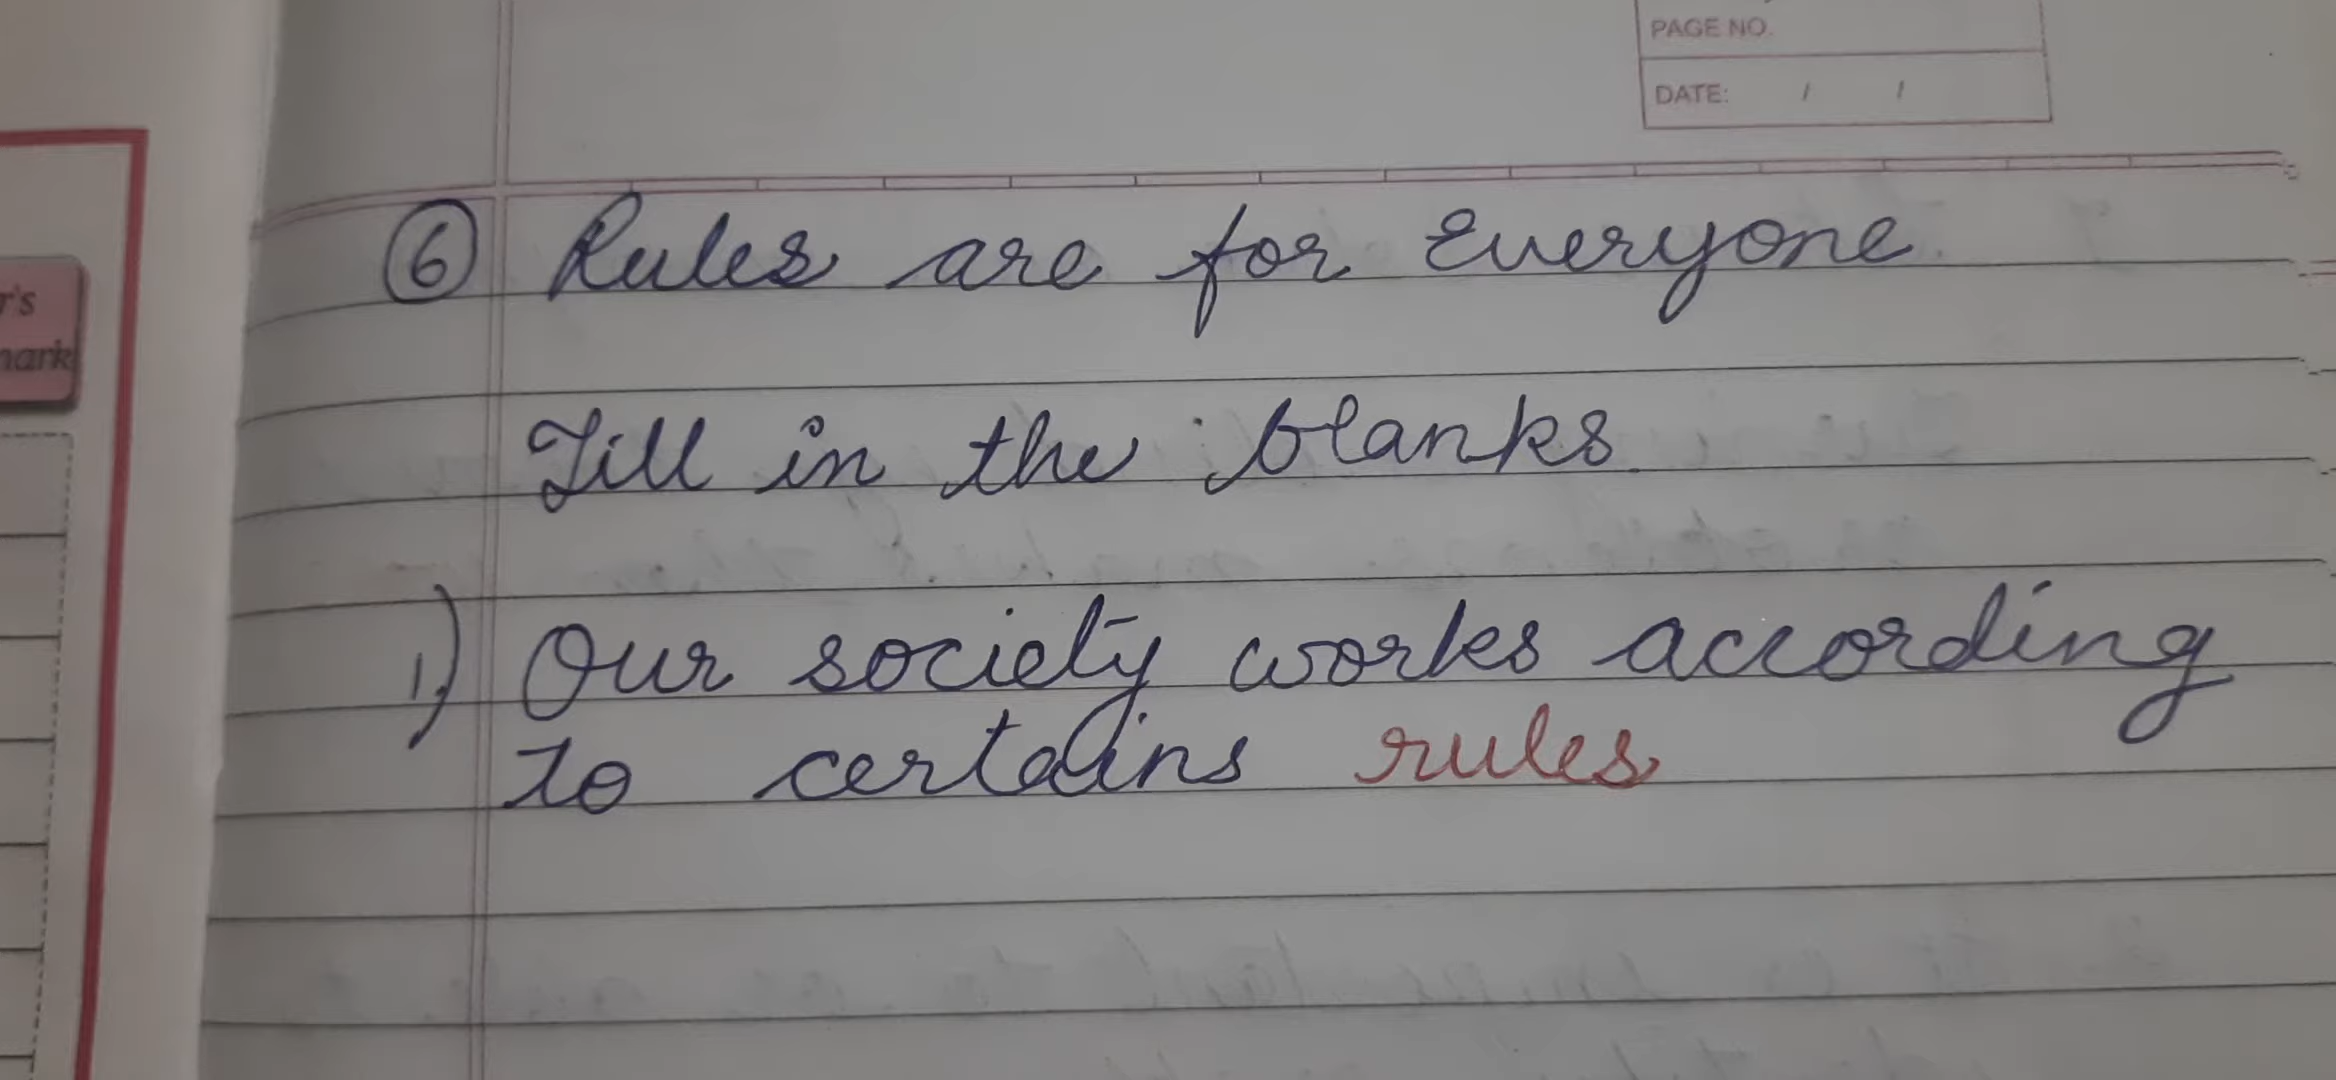 PAGE NO.
DATE: / /
r's
mark
6 Rules are for Everyone
Fill in the blanks
1) Our society works according
to certains rules